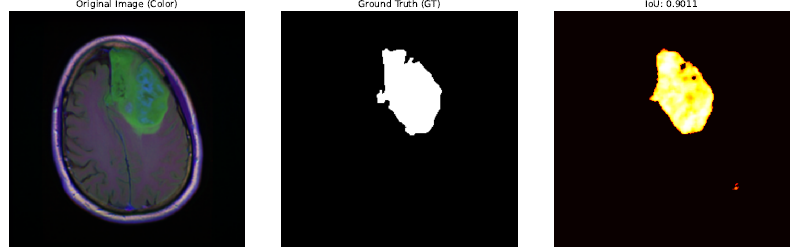 Original Image (Color)
Ground Truth (GT)
IoU: 0.9011